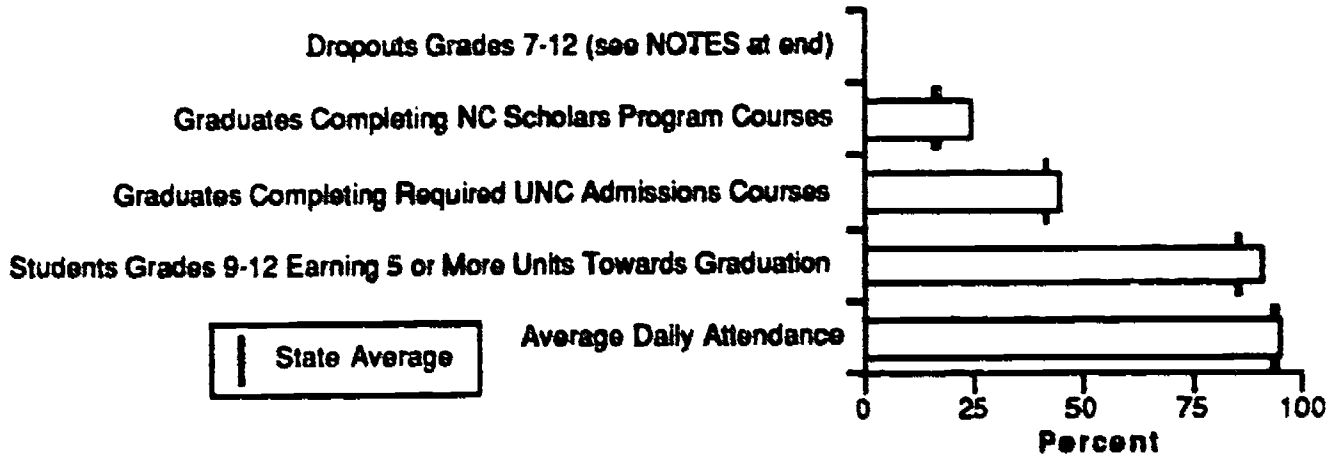 Dropouts Grades 7-12 (see NOTES at end)
Graduates Completing NC Scholars Program Courses
Graduates Completing Required UNC Admissions Courses
Students Grades 9-12 Earning 5 or More Units Towards Graduation
Average Daily Attendance
State Average
0 25 50 75 100
Percent